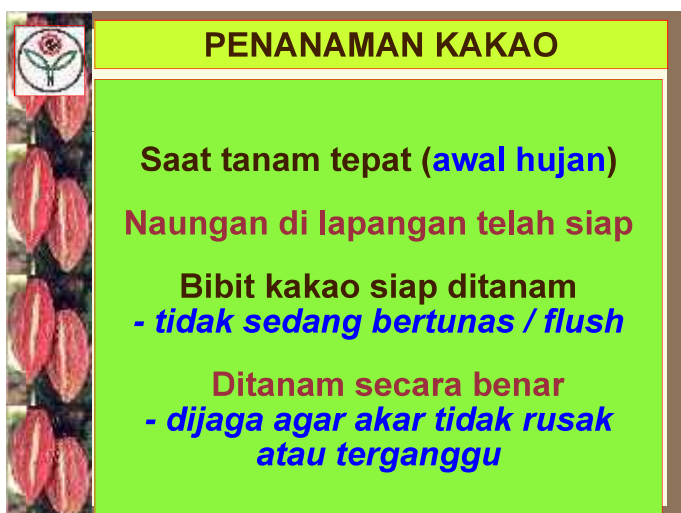 PENANAMAN KAKAO
Saat tanam tepat (awal hujan)
Naungan di lapangan telah siap
Bibit kakao siap ditanam
- tidak sedang bertunas / flush
Ditanam secara benar
- dijaga agar akar tidak rusak
atau terganggu